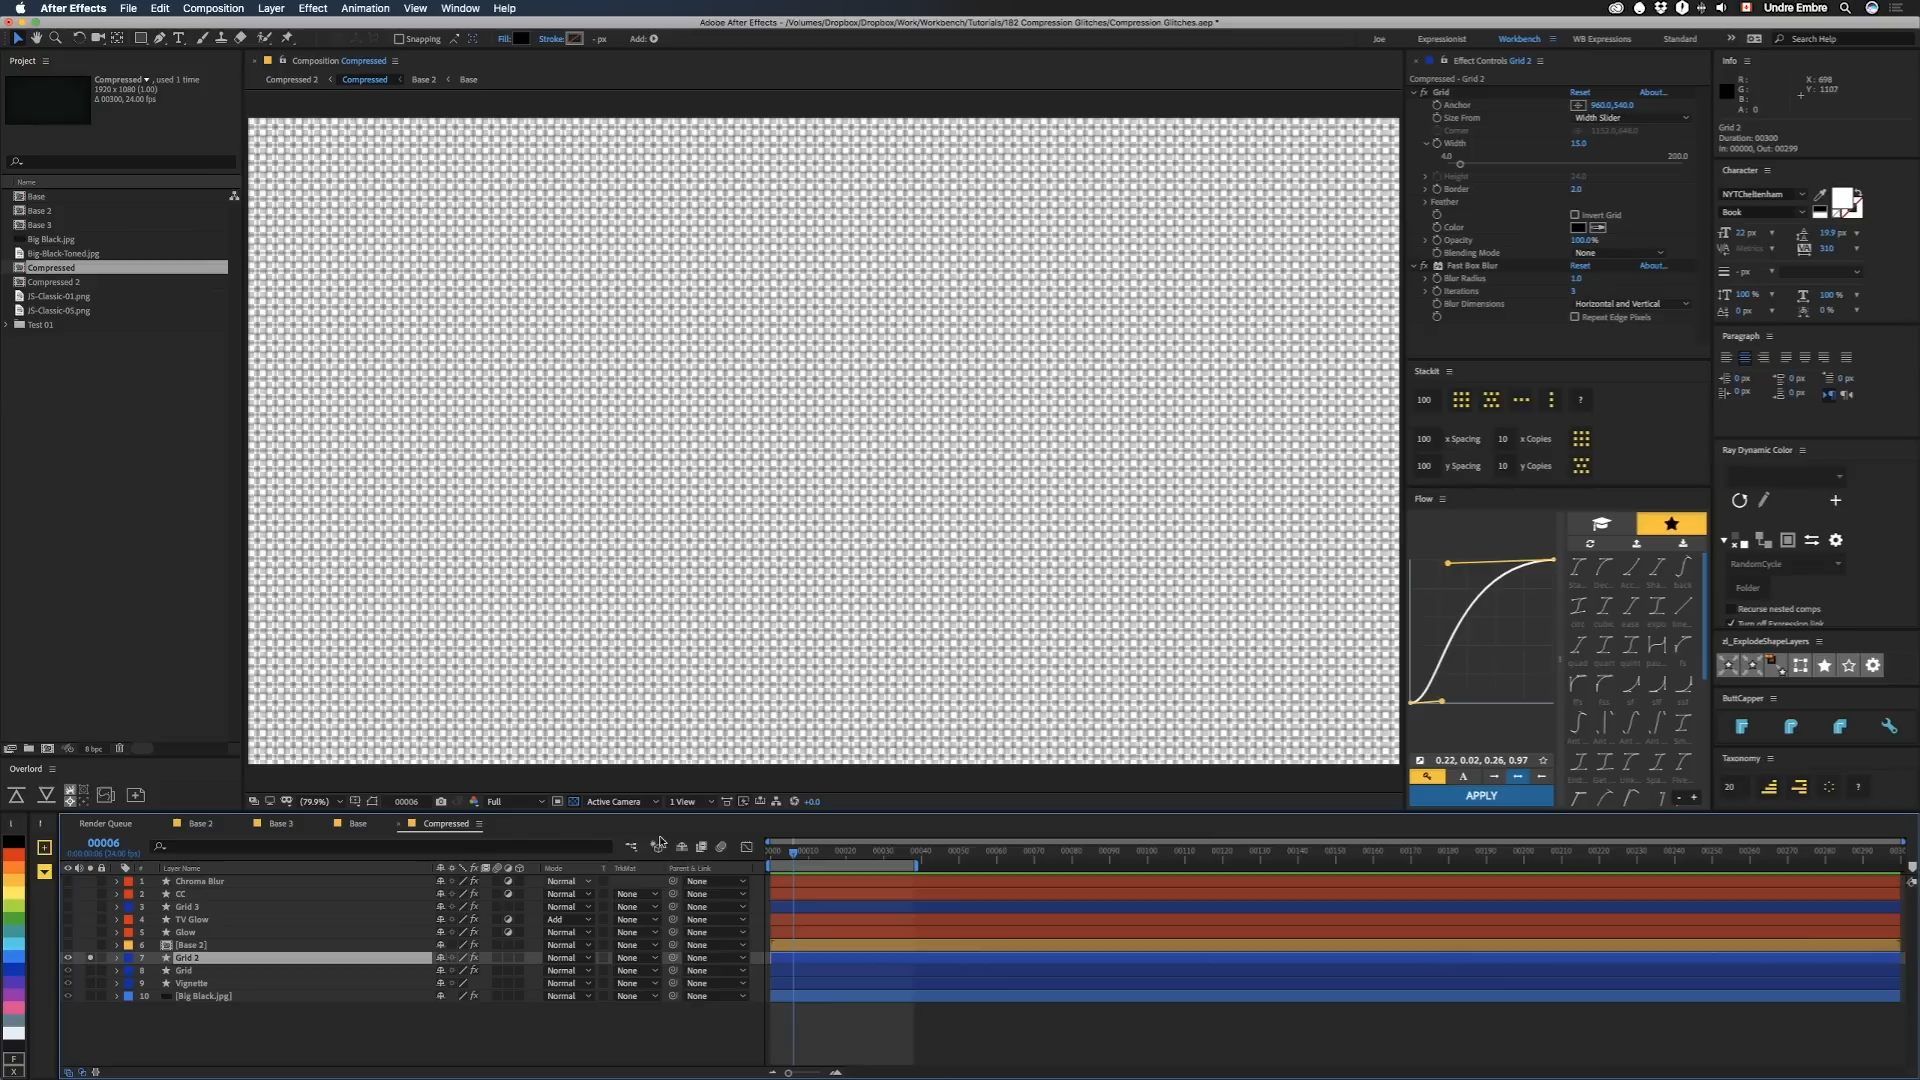 After Effects File Edit Composition Layer Effect Animation View Window Help Undre Embre
Adobe After Effects - /Volumes/Dropbox/Dropbox/Work/Workbench/Tutorials/182 Compression Glitches/Compression Glitches.aep *
Snapping Fill: Stroke: - px Add: Joe Expressionist Workbench WB Expressions Standard Search Help
Project
Compressed , used 1 time
1920 x 1080 (1.00)
Δ 00300, 24.00 fps
Name
Base
Base 2
Base 3
Big Black.jpg
Big-Black-Toned.jpg
Compressed
Compressed 2
JS-Classic-01.png
JS-Classic-05.png
Test 01
8 bpc
Overlord
Composition Compressed
Compressed 2 Compressed Base 2 Base
(79.9%) 00006 Full Active Camera 1 View +0.0
Effect Controls Grid 2
Compressed - Grid 2
Grid Reset About...
Anchor 960.0,540.0
Size From Width Slider
Corner 1152.0,648.0
Width 15.0
4.0 200.0
Height 24.0
Border 2.0
Feather
Invert Grid
Color
Opacity 100.0%
Blending Mode None
Fast Box Blur Reset About...
Blur Radius 1.0
Iterations 3
Blur Dimensions Horizontal and Vertical
Repeat Edge Pixels
StackIt
100 ?
100 x Spacing 10 x Copies
100 y Spacing 10 y Copies
Flow
circ cubic ease expo
quad quart quint
0.22, 0.02, 0.26, 0.97
APPLY
Info
R : X : 698
G : Y : 1107
B :
A : 0
Grid 2
Duration: 00300
In: 00000, Out: 00299
Character
NYTCheltenham
Book
22 px 19.9 px
Metrics 310
- px
100 % 100 %
0 px 0 %
Paragraph
0 px 0 px 0 px
0 px 0 px
Ray Dynamic Color
RandomCycle
Folder
Recurse nested comps
Turn off Expression link
zl_ExplodeShapeLayers
ButtCapper
Taxonomy
20 ?
Render Queue Base 2 Base 3 Base Compressed
00006
0:00:00:06 (24.00 fps)
00010 00020 00030 00040 00050 00060 00070 00080 00090 00100 00110 00120 00130 00140 00150 00160 00170 00180 00190 00200 00210 00220 00230 00240 00250 00260 00270 00280 00290
# Layer Name Mode T TrkMat Parent & Link
1 Chroma Blur Normal None
2 CC Normal None None
3 Grid 3 Normal None None
4 TV Glow Add None None
5 Glow Normal None None
6 [Base 2] Normal None None
7 Grid 2 Normal None None
8 Grid Normal None None
9 Vignette Normal None None
10 [Big Black.jpg] Normal None None
F
X